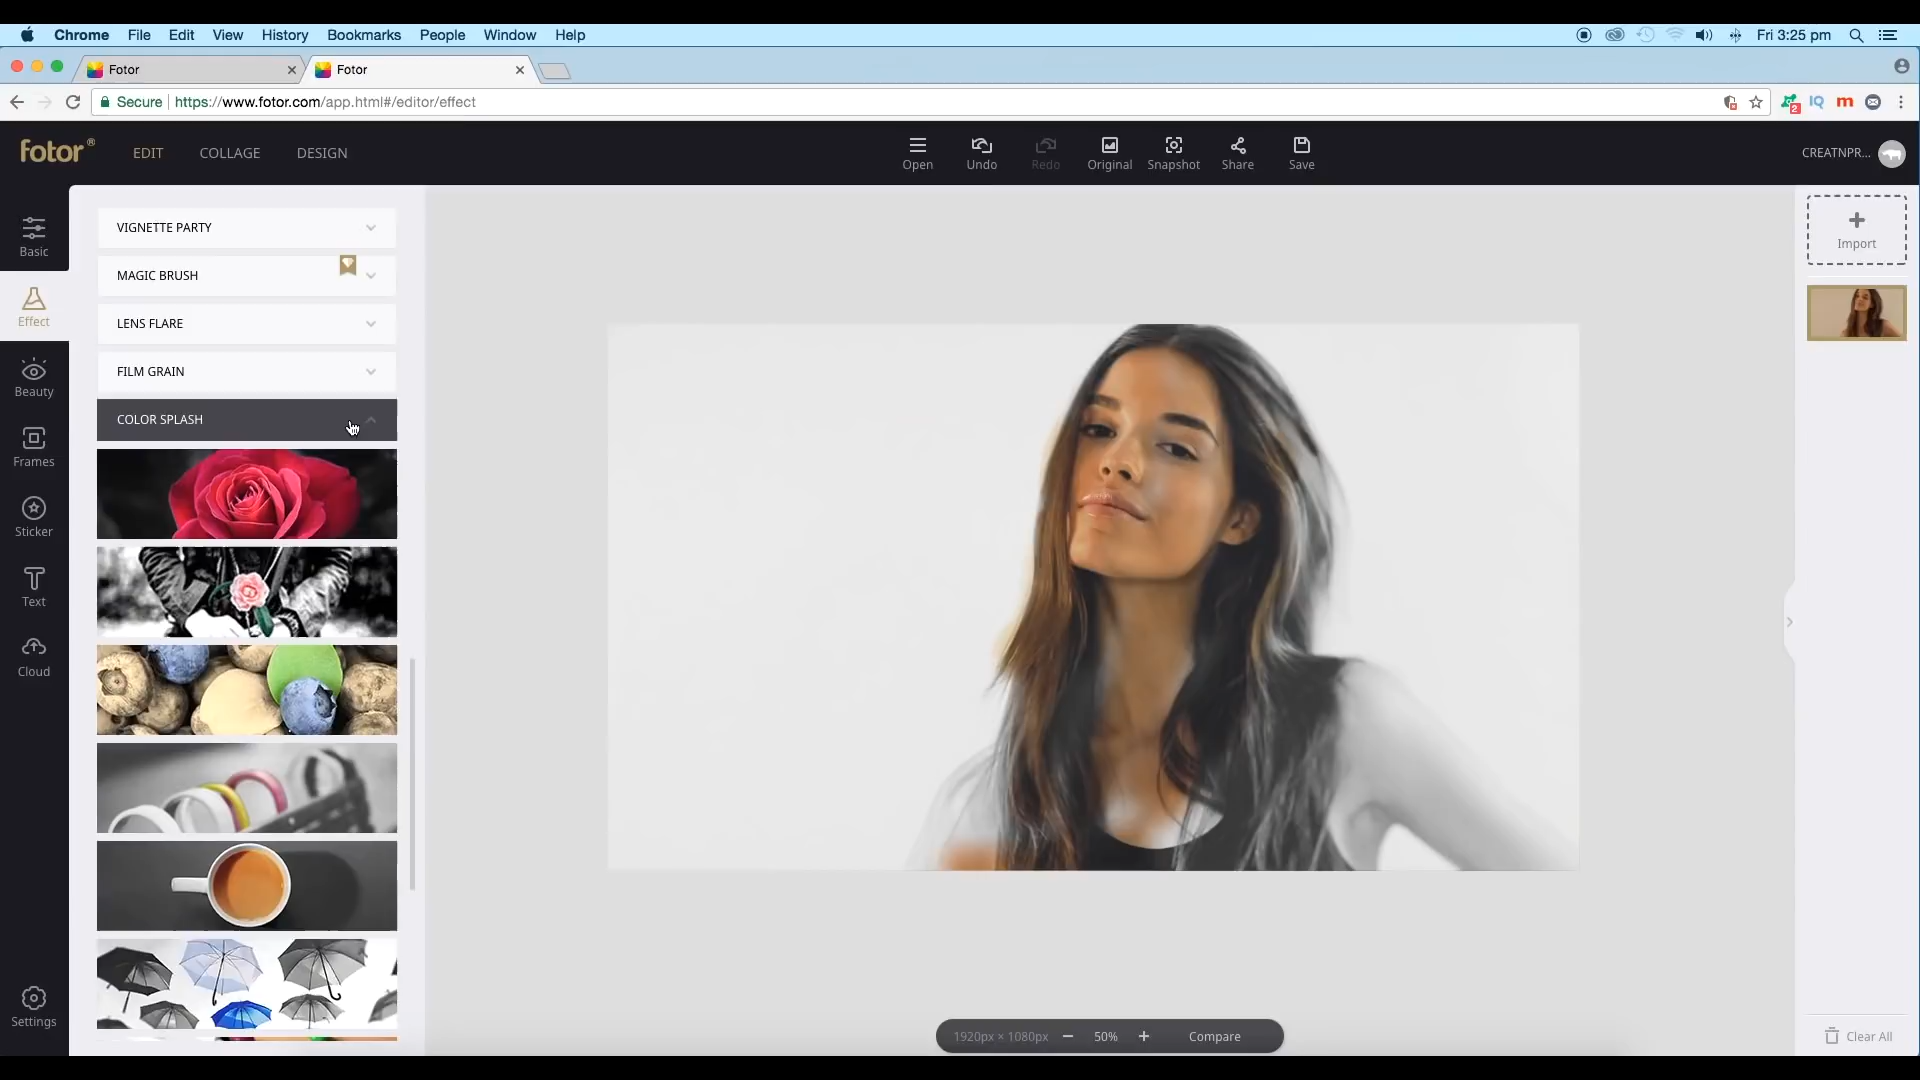 Chrome File Edit View History Bookmarks People Window Help Fri 3:25 pm
Fotor Fotor
Secure https://www.fotor.com/app.html#/editor/effect 2 IQ m
fotor® EDIT COLLAGE DESIGN Open Undo Redo Original Snapshot Share Save CREATNPR...
Basic
Effect
Beauty
Frames
Sticker
Text
Cloud
Settings
VIGNETTE PARTY
MAGIC BRUSH
LENS FLARE
FILM GRAIN
COLOR SPLASH
1920px × 1080px 50% Compare
Import
Clear All